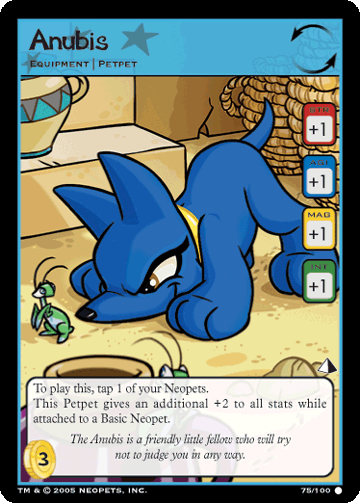 Anubis
EQUIPMENT | PETPET
STR
+1
AGI
+1
MAG
+1
INT
+1
To play this, tap 1 of your Neopets.
This Petpet gives an additional +2 to all stats while
attached to a Basic Neopet.
The Anubis is a friendly little fellow who will try
not to judge you in any way.
3
TM & © 2005 NEOPETS, INC.
75/100